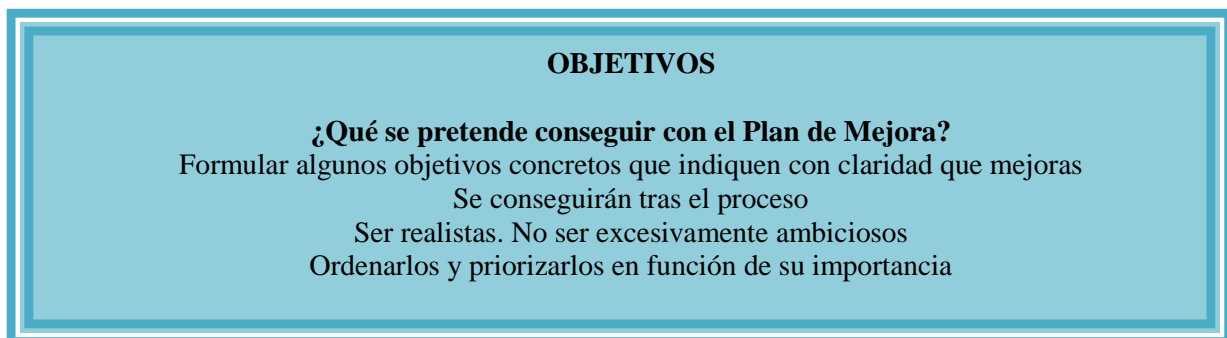 OBJETIVOS
¿Qué se pretende conseguir con el Plan de Mejora?
Formular algunos objetivos concretos que indiquen con claridad que mejoras
Se conseguirán tras el proceso
Ser realistas. No ser excesivamente ambiciosos
Ordenarlos y priorizarlos en función de su importancia